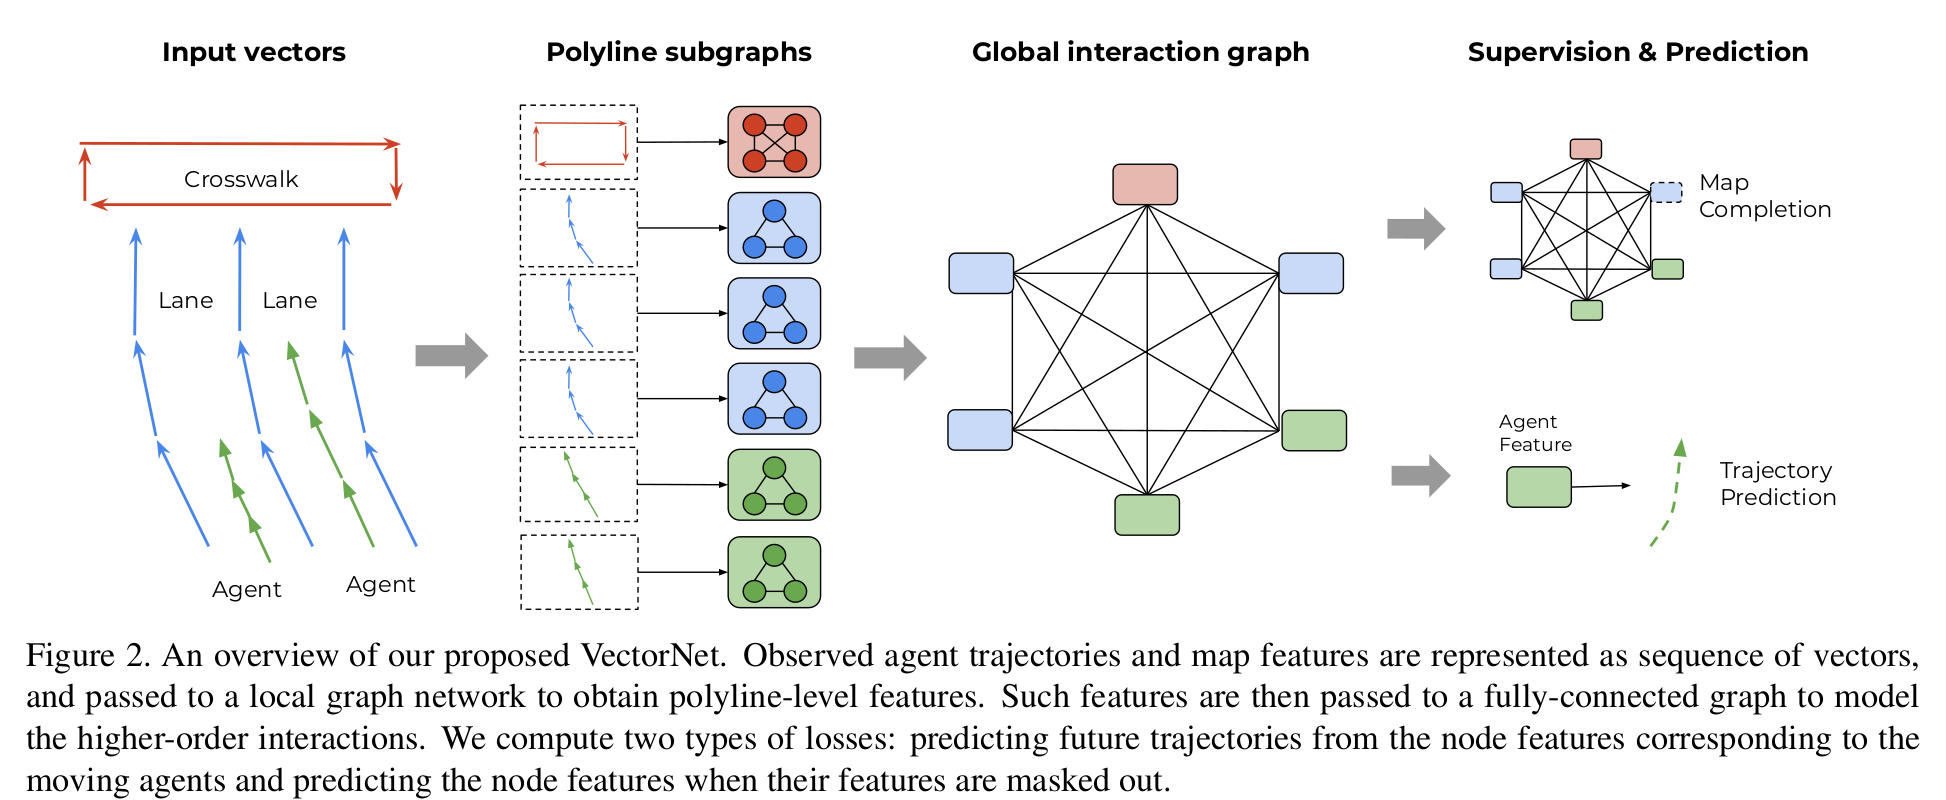 Input vectors
Polyline subgraphs
Global interaction graph
Supervision & Prediction
Crosswalk
Lane
Lane
Agent
Agent
Map
Completion
Agent
Feature
Trajectory
Prediction
Figure 2. An overview of our proposed VectorNet. Observed agent trajectories and map features are represented as sequence of vectors,
and passed to a local graph network to obtain polyline-level features. Such features are then passed to a fully-connected graph to model
the higher-order interactions. We compute two types of losses: predicting future trajectories from the node features corresponding to the
moving agents and predicting the node features when their features are masked out.